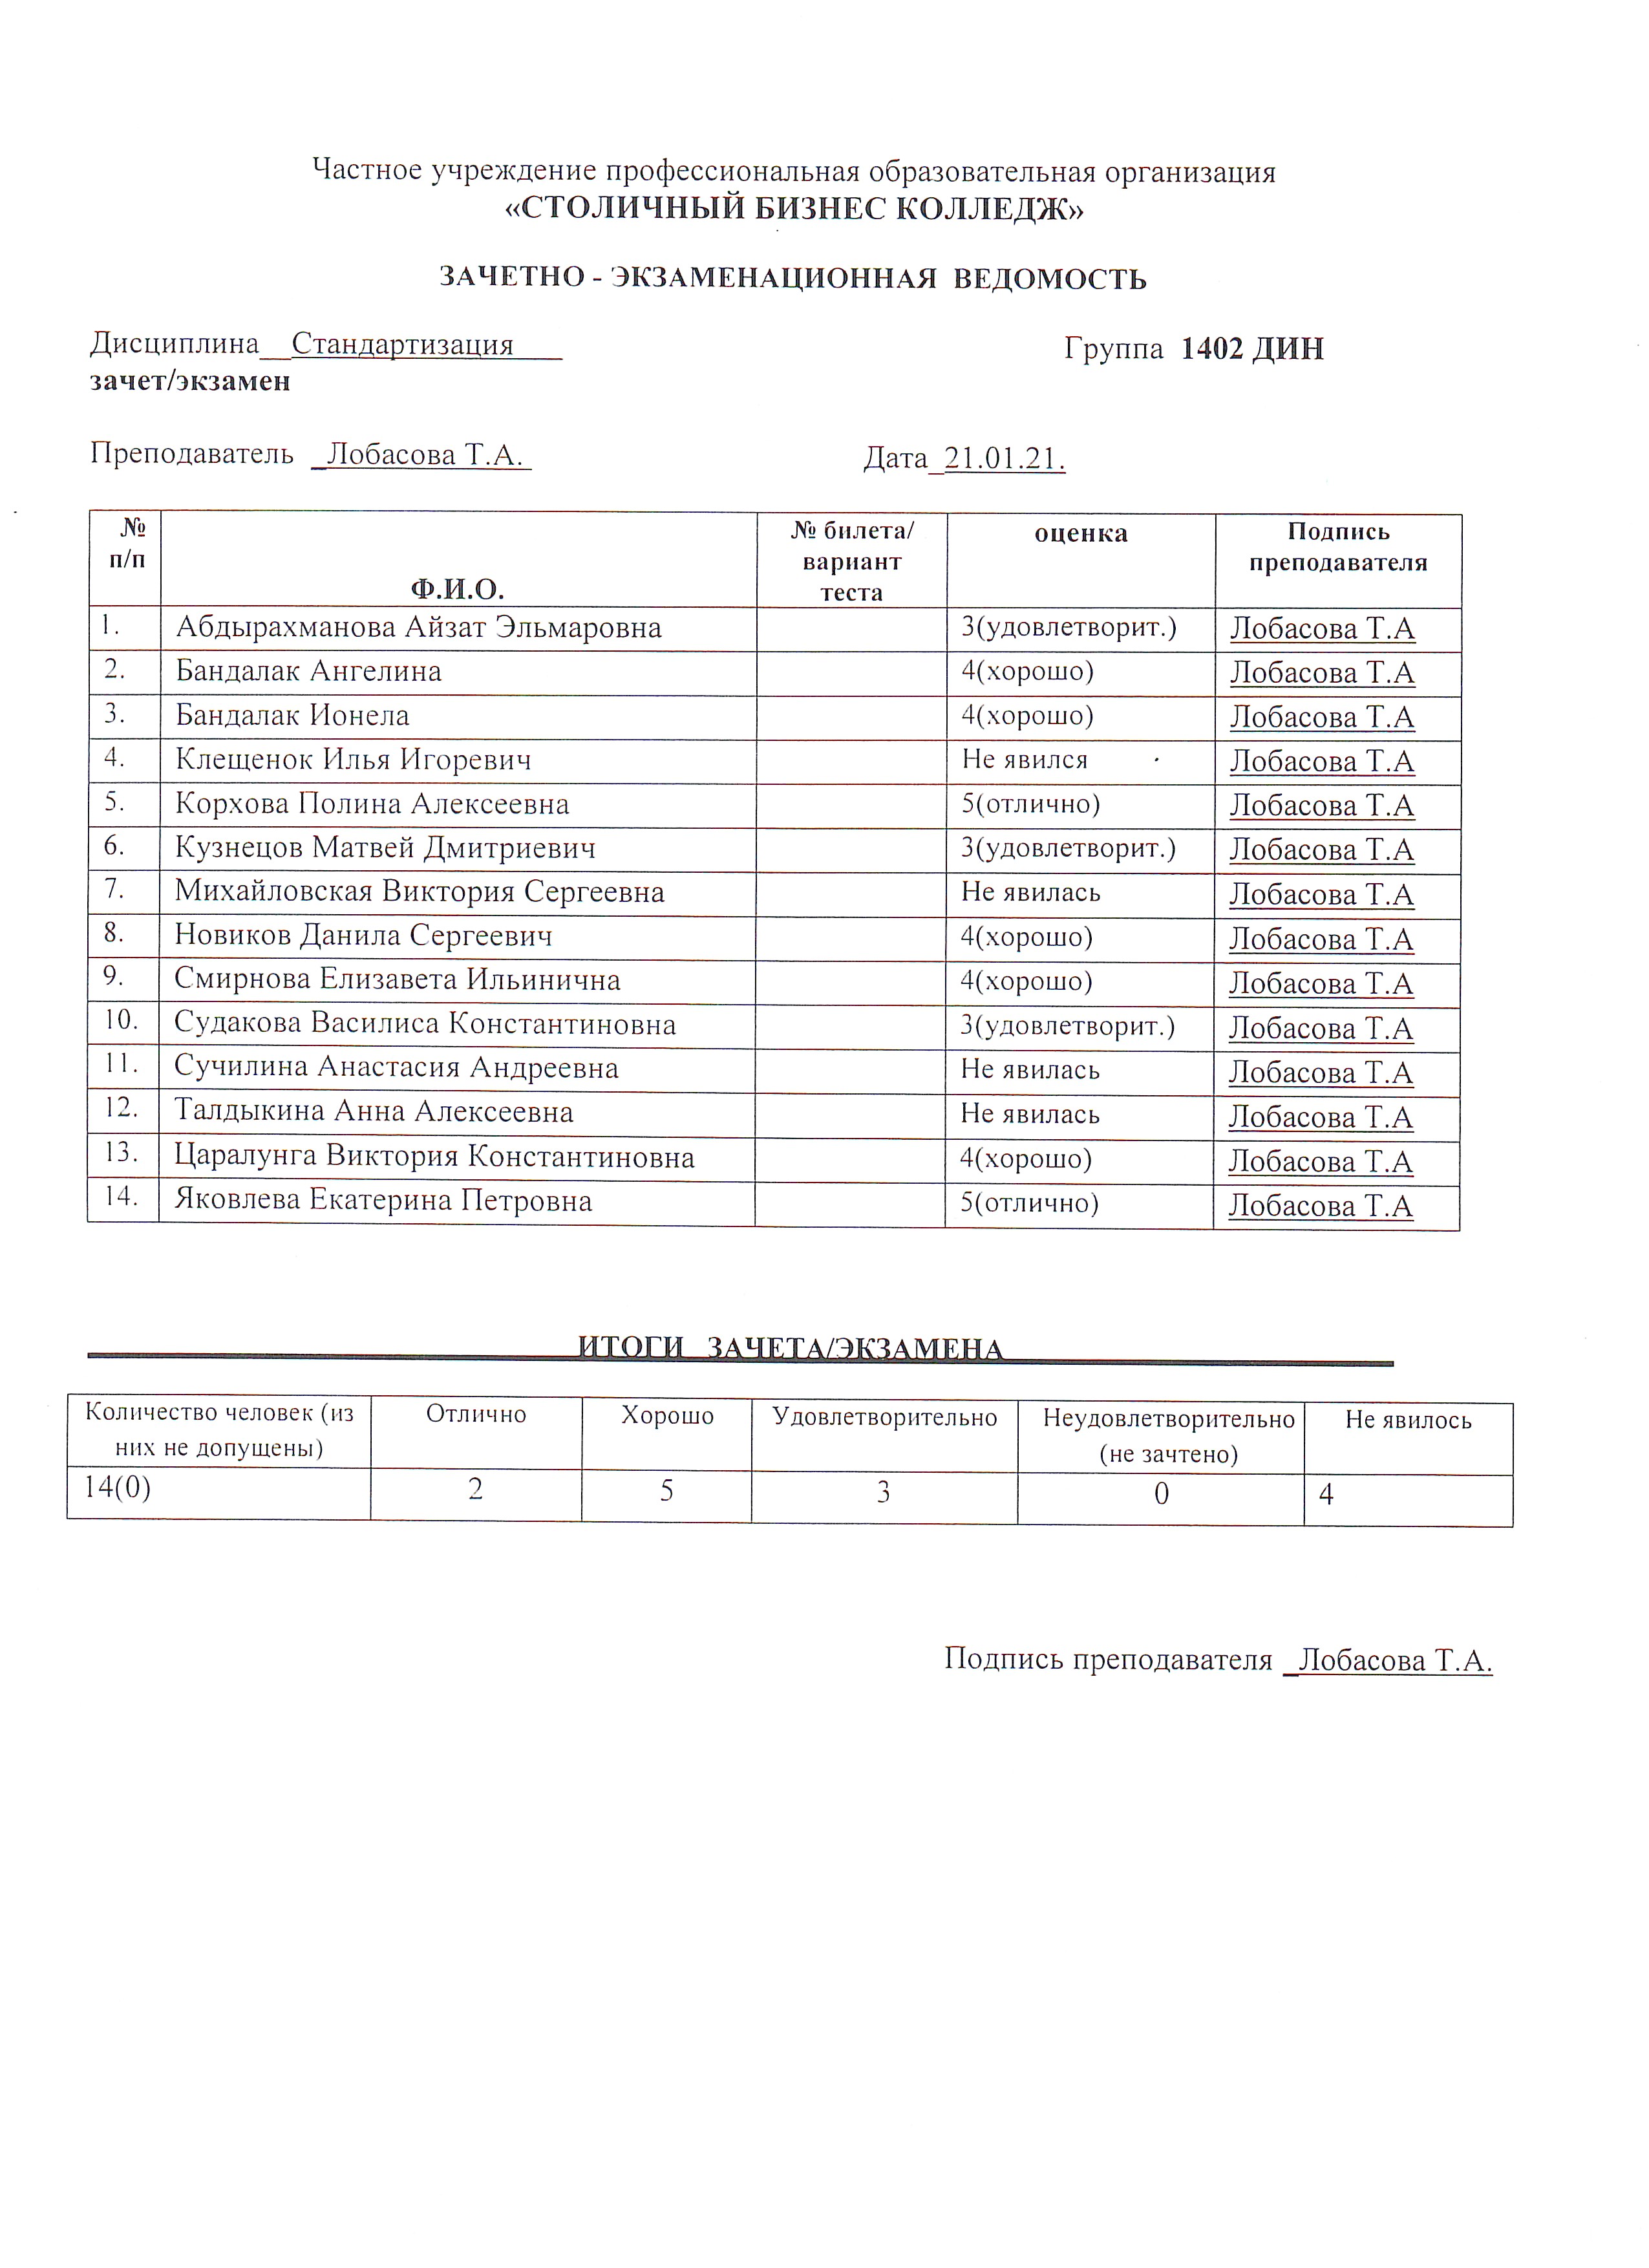 Частное учреждение профессиональная образовательная организация
«СТОЛИЧНЫЙ БИЗНЕС КОЛЛЕДЖ»
ЗАЧЕТНО - ЭКЗАМЕНАЦИОННАЯ ВЕДОМОСТЬ
Дисциплина__Стандартизация___ Группа 1402 ДИН
зачет/экзамен
Преподаватель _Лобасова Т.А. Дата_21.01.21.
№ п/п Ф.И.О. № билета/ вариант теста оценка Подпись преподавателя
1. Абдырахманова Айзат Эльмаровна 3(удовлетворит.) Лобасова Т.А
2. Бандалак Ангелина 4(хорошо) Лобасова Т.А
3. Бандалак Ионела 4(хорошо) Лобасова Т.А
4. Клещенок Илья Игоревич Не явился Лобасова Т.А
5. Корхова Полина Алексеевна 5(отлично) Лобасова Т.А
6. Кузнецов Матвей Дмитриевич 3(удовлетворит.) Лобасова Т.А
7. Михайловская Виктория Сергеевна Не явилась Лобасова Т.А
8. Новиков Данила Сергеевич 4(хорошо) Лобасова Т.А
9. Смирнова Елизавета Ильинична 4(хорошо) Лобасова Т.А
10. Судакова Василиса Константиновна 3(удовлетворит.) Лобасова Т.А
11. Сучилина Анастасия Андреевна Не явилась Лобасова Т.А
12. Талдыкина Анна Алексеевна Не явилась Лобасова Т.А
13. Царалунга Виктория Константиновна 4(хорошо) Лобасова Т.А
14. Яковлева Екатерина Петровна 5(отлично) Лобасова Т.А
ИТОГИ ЗАЧЕТА/ЭКЗАМЕНА
Количество человек (из них не допущены) Отлично Хорошо Удовлетворительно Неудовлетворительно (не зачтено) Не явилось
14(0) 2 5 3 0 4
Подпись преподавателя _Лобасова Т.А.